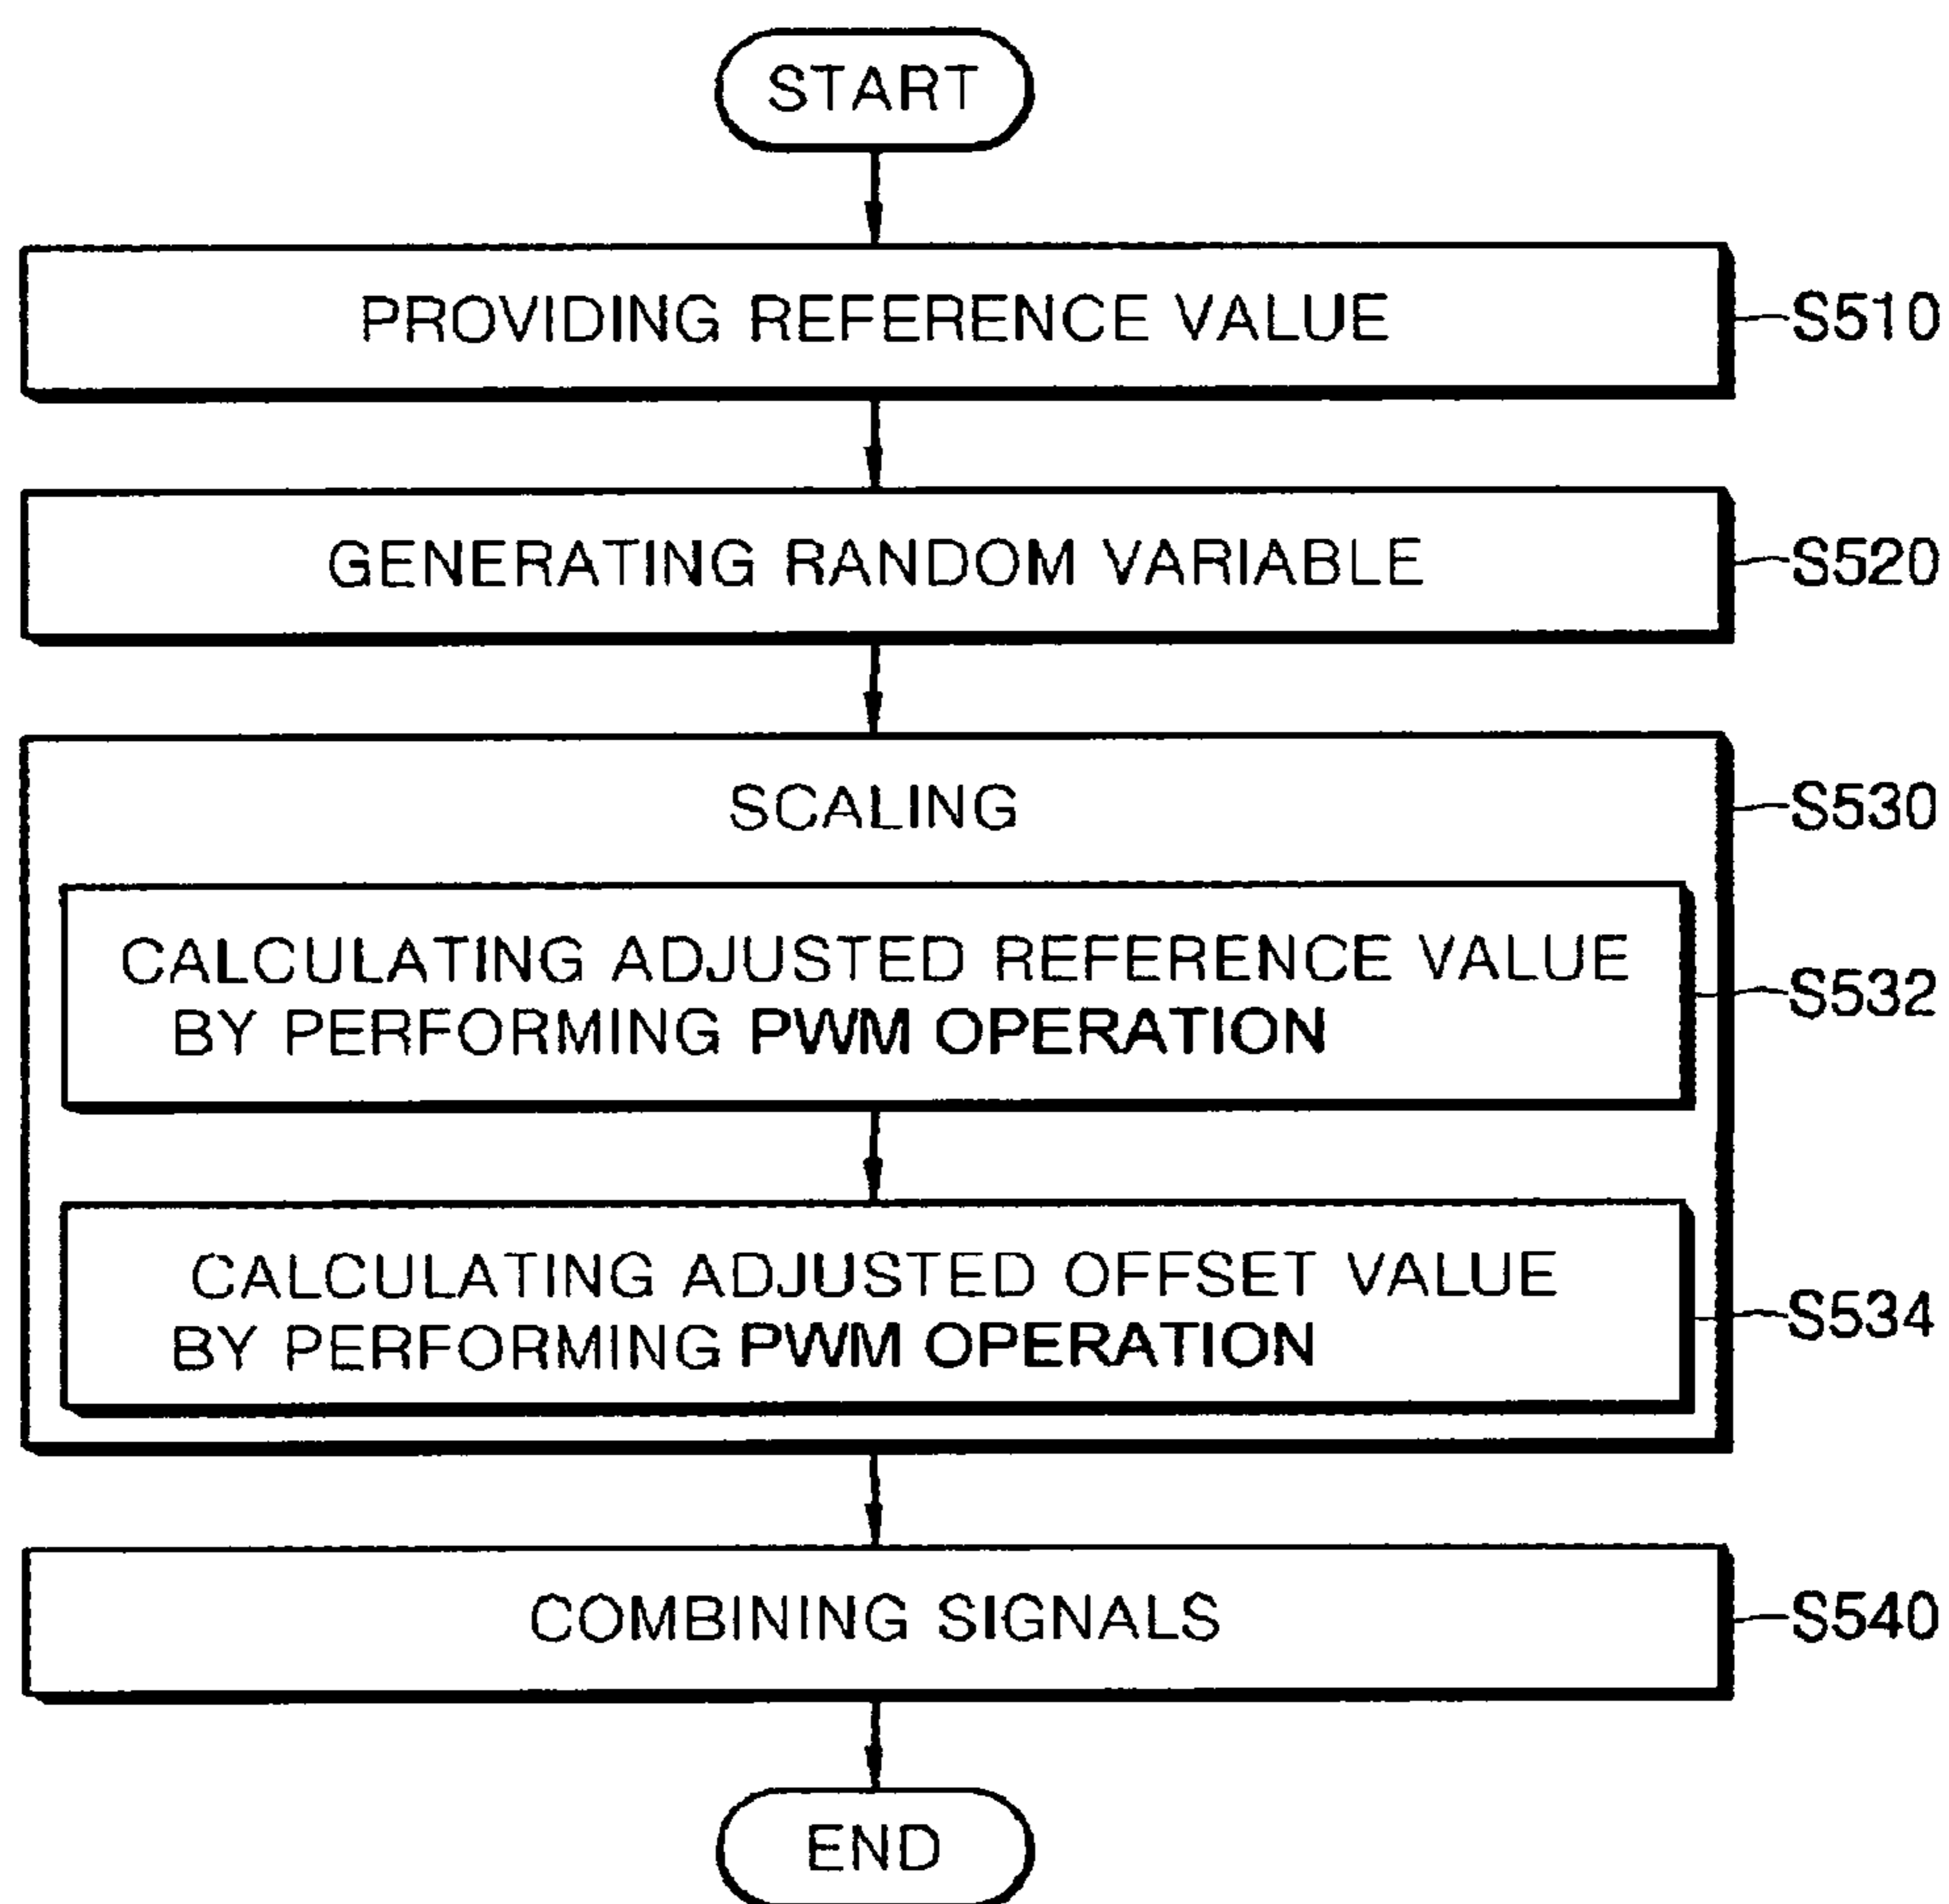 START
PROVIDING REFERENCE VALUE
S510
GENERATING RANDOM VARIABLE
S520
SCALING
S530
CALCULATING ADJUSTED REFERENCE VALUE
BY PERFORMING PWM OPERATION
S532
CALCULATING ADJUSTED OFFSET VALUE
BY PERFORMING PWM OPERATION
S534
COMBINING SIGNALS
S540
END